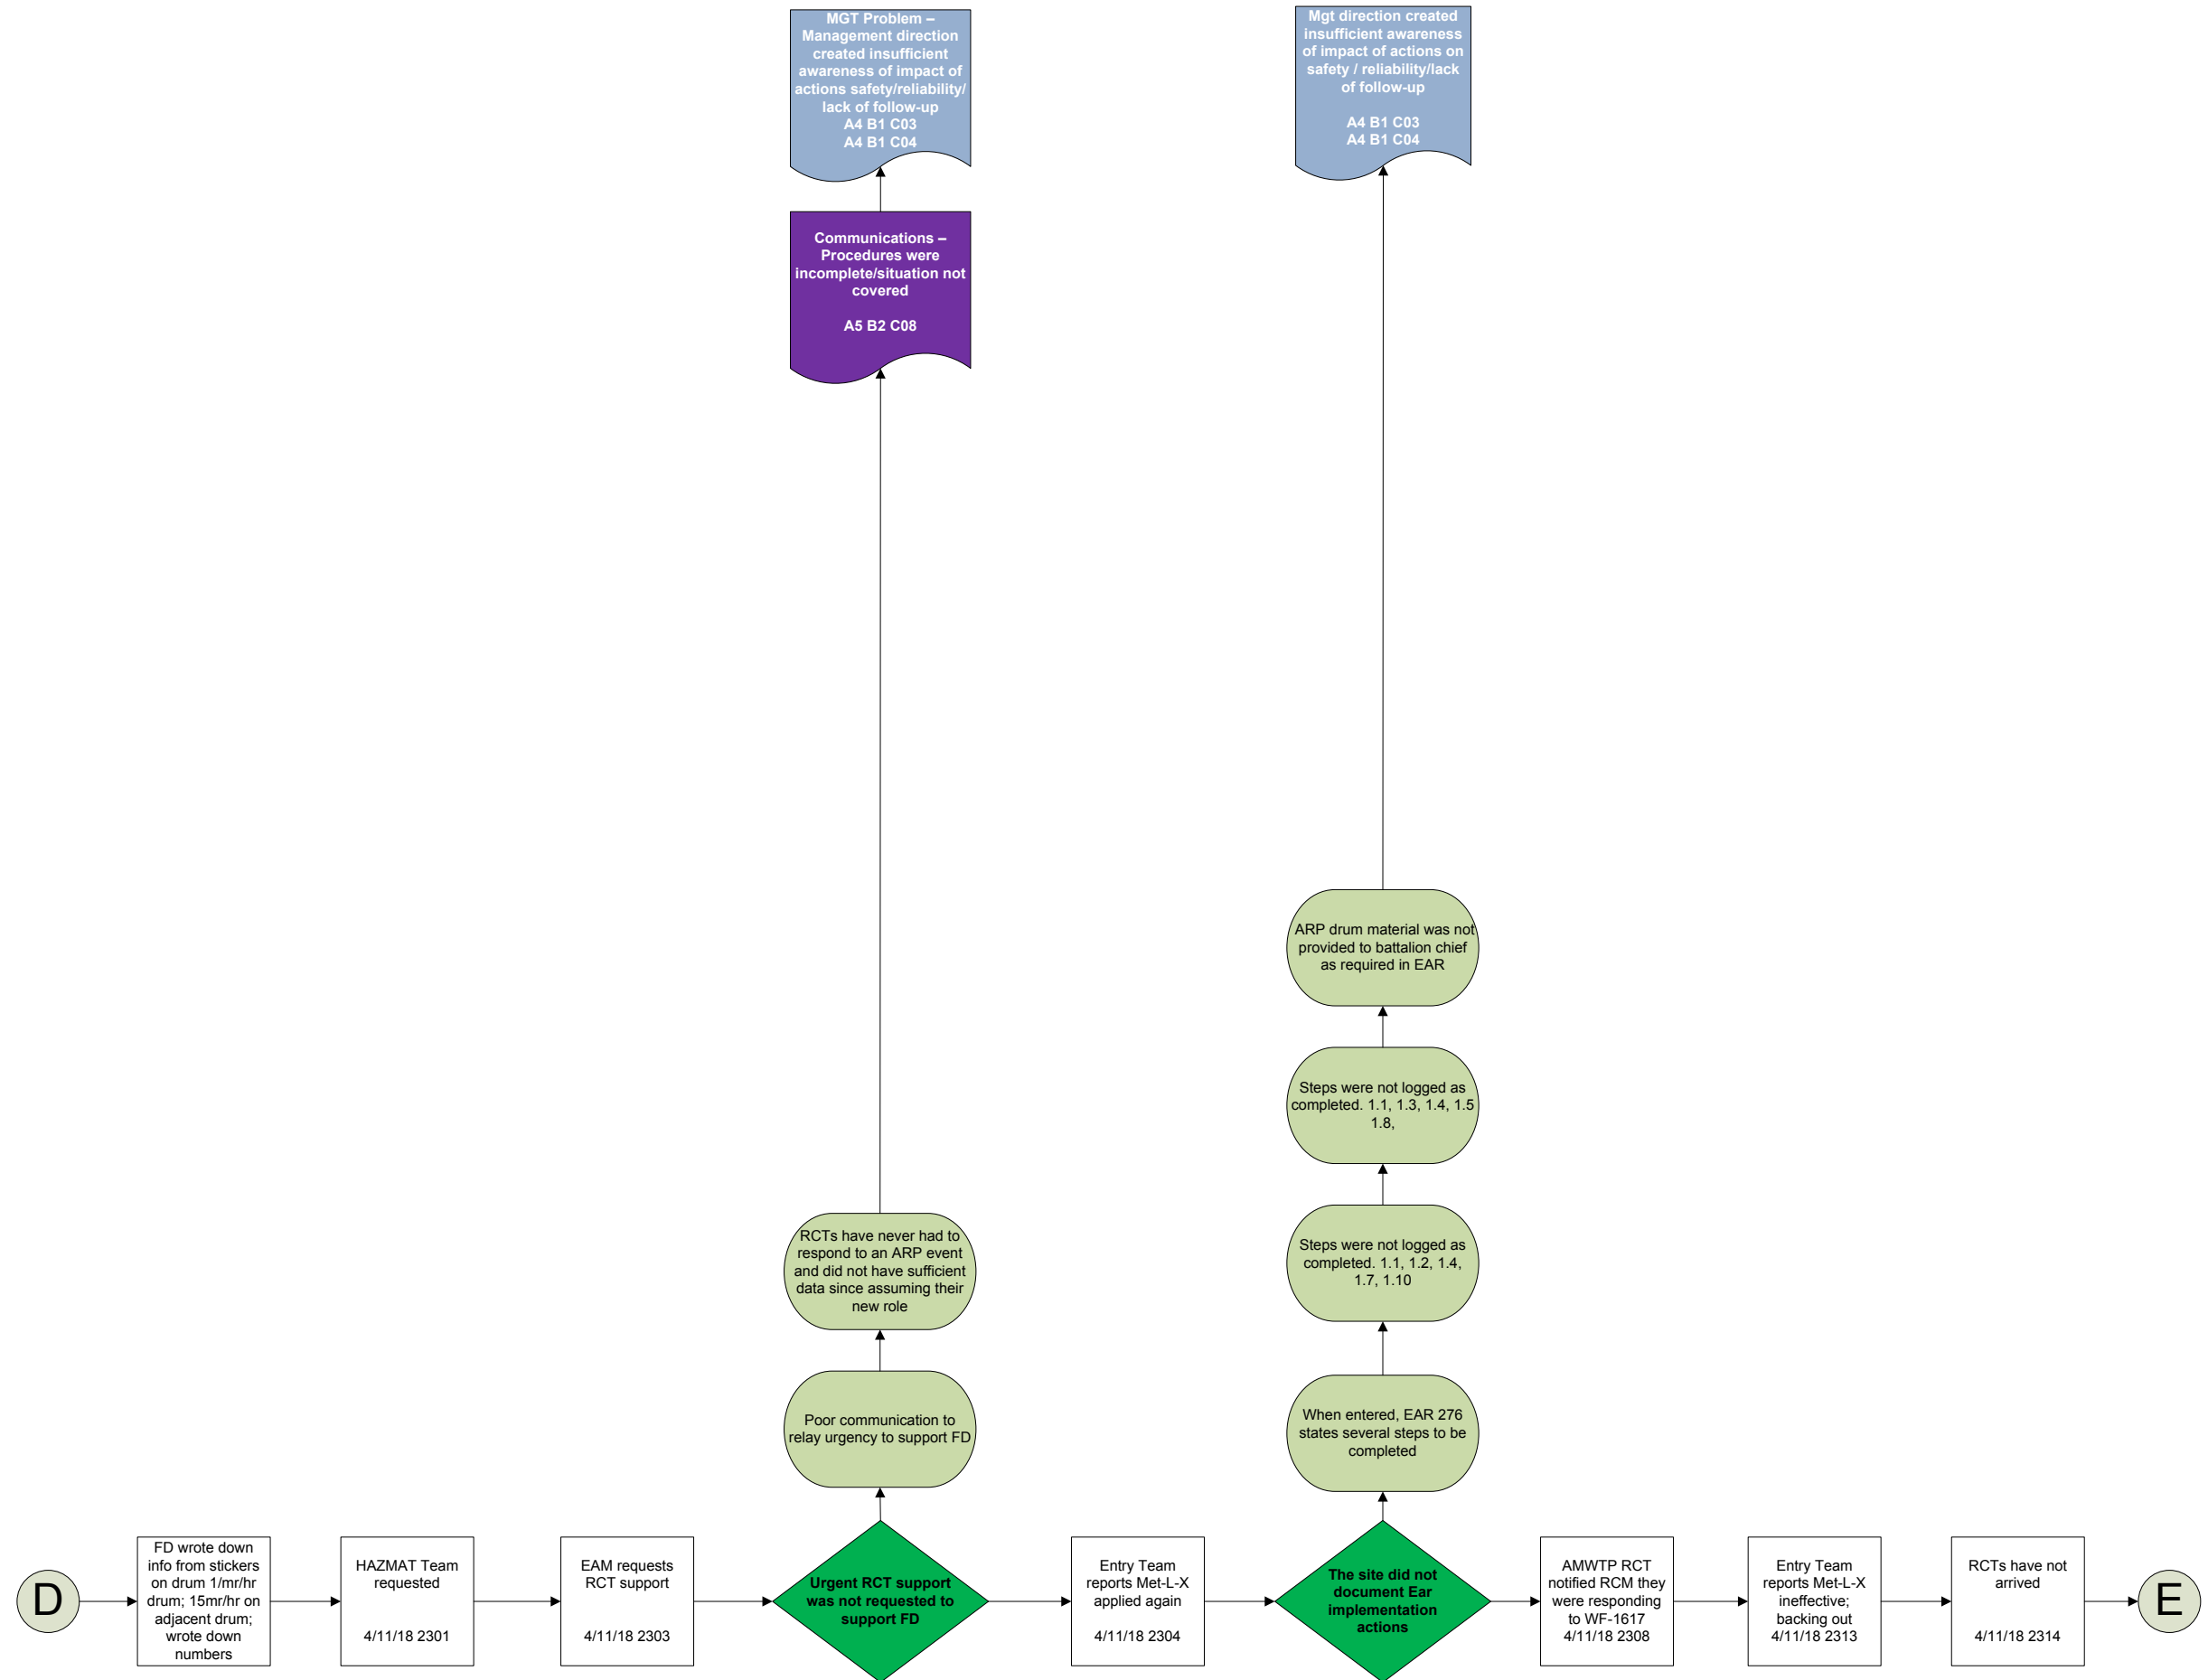 MGT Problem –
Management direction
created insufficient
awareness of impact of
actions safety/reliability/
lack of follow-up
A4 B1 C03
A4 B1 C04
Mgt direction created
insufficient awareness
of impact of actions on
safety / reliability/lack
of follow-up
A4 B1 C03
A4 B1 C04
Communications –
Procedures were
incomplete/situation not
covered
A5 B2 C08
ARP drum material was not
provided to battalion chief
as required in EAR
Steps were not logged as
completed. 1.1, 1.3, 1.4, 1.5
1.8,
RCTs have never had to
respond to an ARP event
and did not have sufficient
data since assuming their
new role
Steps were not logged as
completed. 1.1, 1.2, 1.4,
1.7, 1.10
Poor communication to
relay urgency to support FD
When entered, EAR 276
states several steps to be
completed
D
FD wrote down
info from stickers
on drum 1/mr/hr
drum; 15mr/hr on
adjacent drum;
wrote down
numbers
HAZMAT Team
requested
4/11/18 2301
EAM requests
RCT support
4/11/18 2303
Urgent RCT support
was not requested to
support FD
Entry Team
reports Met-L-X
applied again
4/11/18 2304
The site did not
document Ear
implementation
actions
AMWTP RCT
notified RCM they
were responding
to WF-1617
4/11/18 2308
Entry Team
reports Met-L-X
ineffective;
backing out
4/11/18 2313
RCTs have not
arrived
4/11/18 2314
E